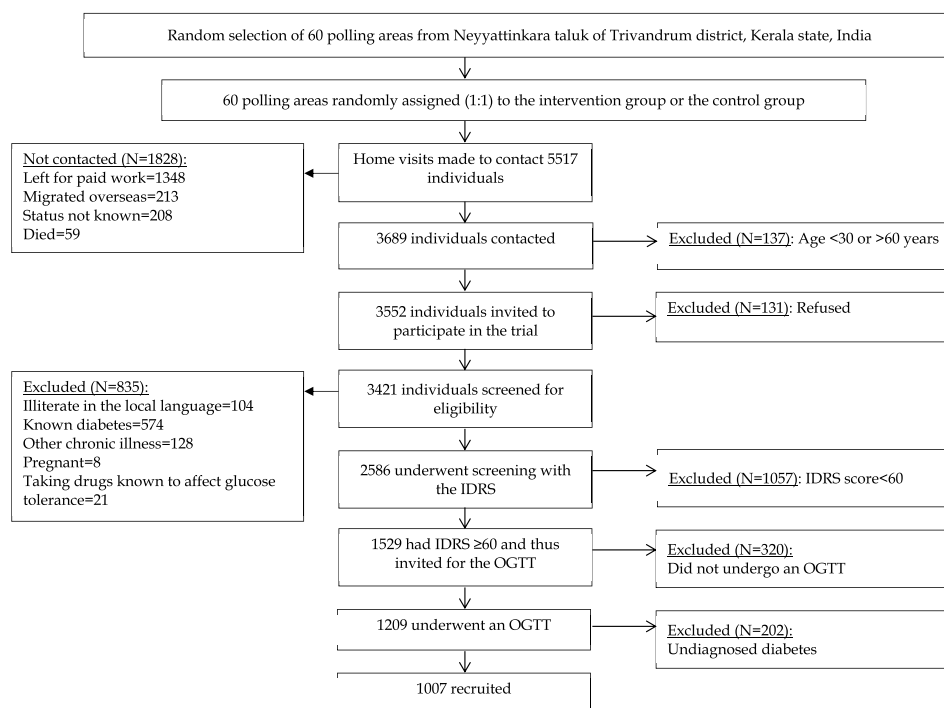 Random selection of 60 polling areas from Neyyattinkara taluk of Trivandrum district, Kerala state, India
60 polling areas randomly assigned (1:1) to the intervention group or the control group
Home visits made to contact 5517
individuals
Not contacted (N=1828):
Left for paid work=1348
Migrated overseas=213
Status not known=208
Died=59
3689 individuals contacted
Excluded (N=137): Age <30 or >60 years
3552 individuals invited to
participate in the trial
Excluded (N=131): Refused
3421 individuals screened for
eligibility
Excluded (N=835):
Illiterate in the local language=104
Known diabetes=574
Other chronic illness=128
Pregnant=8
Taking drugs known to affect glucose
tolerance=21
2586 underwent screening with
the IDRS
Excluded (N=1057): IDRS score<60
1529 had IDRS ≥60 and thus
invited for the OGTT
Excluded (N=320):
Did not undergo an OGTT
1209 underwent an OGTT
Excluded (N=202):
Undiagnosed diabetes
1007 recruited